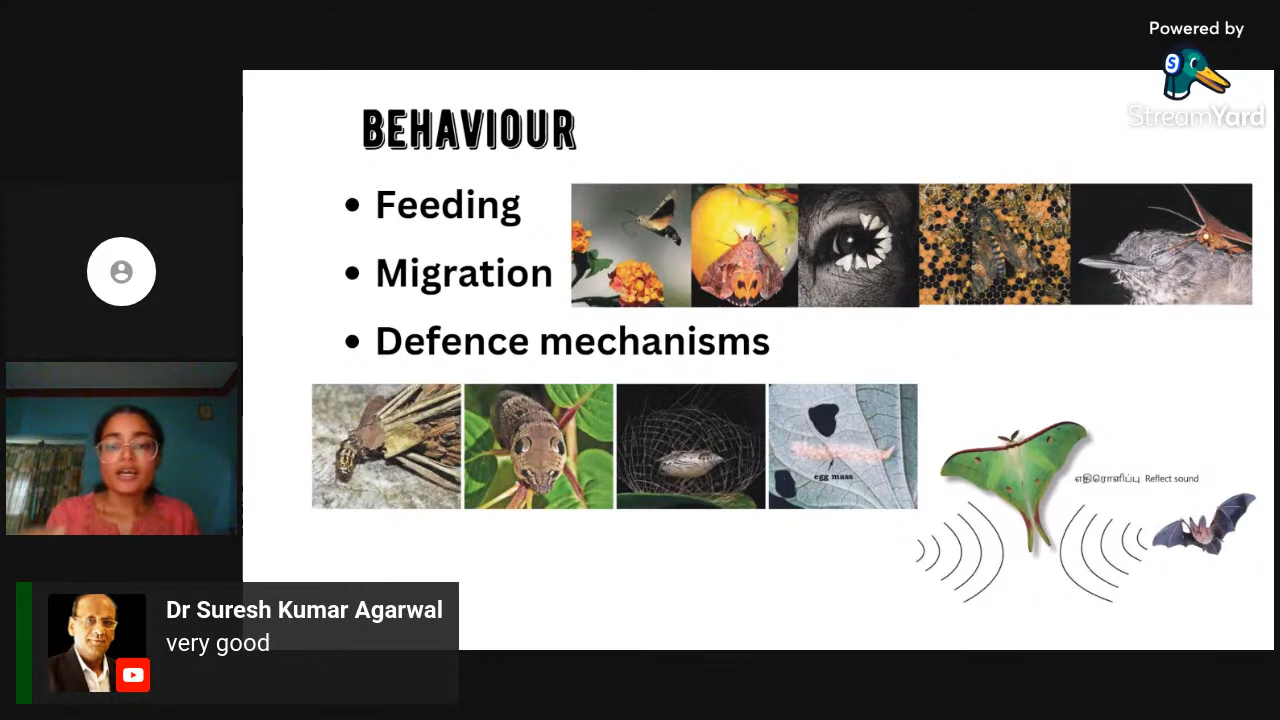 Powered by
StreamYard
BEHAVIOUR
• Feeding
• Migration
• Defence mechanisms
egg mass
எதிரொளிப்பு Reflect sound
Dr Suresh Kumar Agarwal
very good